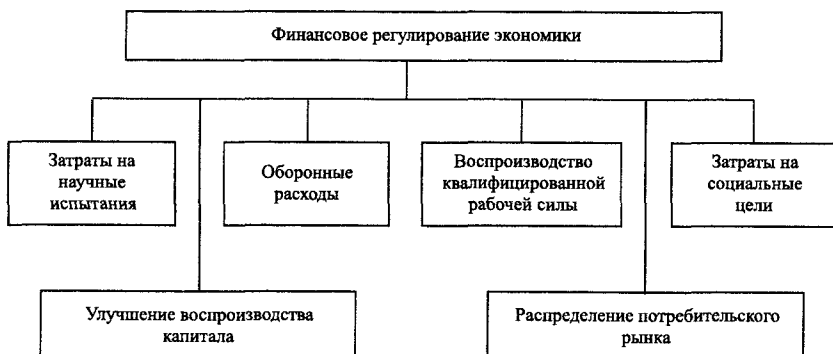 Финансовое регулирование экономики
Затраты на
научные
испытания
Оборонные
расходы
Воспроизводство
квалифицированной
рабочей силы
Затраты на
социальные
цели
Улучшение воспроизводства
капитала
Распределение потребительского
рынка